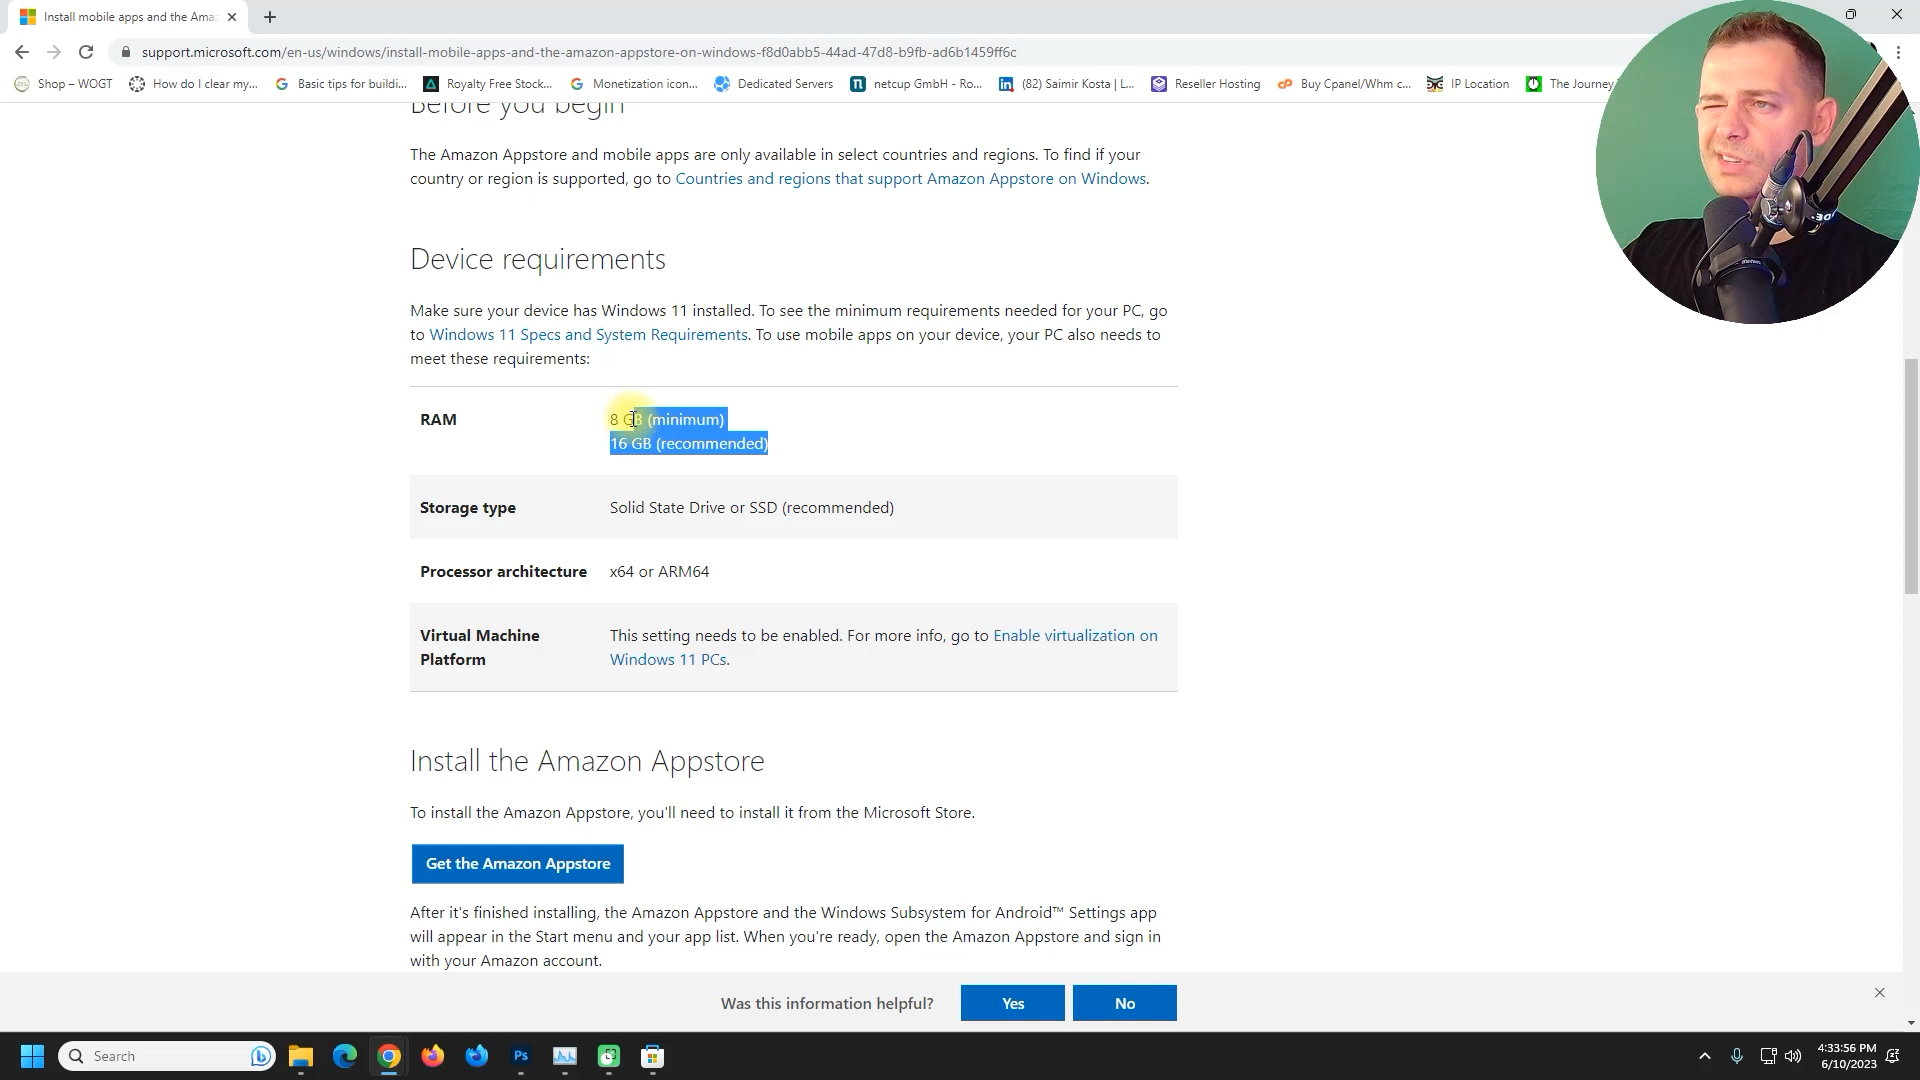 Install mobile apps and the Ama
support.microsoft.com/en-us/windows/install-mobile-apps-and-the-amazon-appstore-on-windows-f8d0abb5-44ad-47d8-b9fb-ad6b1459ff6c
Shop – WOGT
How do I clear my...
Basic tips for buildi...
Royalty Free Stock...
Monetization icon...
Dedicated Servers
netcup GmbH - Ro...
(82) Saimir Kosta | L...
Reseller Hosting
Buy Cpanel/Whm c...
IP Location
The Journey
Before you begin
The Amazon Appstore and mobile apps are only available in select countries and regions. To find if your
country or region is supported, go to Countries and regions that support Amazon Appstore on Windows.
Device requirements
Make sure your device has Windows 11 installed. To see the minimum requirements needed for your PC, go
to Windows 11 Specs and System Requirements. To use mobile apps on your device, your PC also needs to
meet these requirements:
RAM
8 GB (minimum)
16 GB (recommended)
Storage type
Solid State Drive or SSD (recommended)
Processor architecture
x64 or ARM64
Virtual Machine
Platform
This setting needs to be enabled. For more info, go to Enable virtualization on
Windows 11 PCs.
Install the Amazon Appstore
To install the Amazon Appstore, you'll need to install it from the Microsoft Store.
Get the Amazon Appstore
After it's finished installing, the Amazon Appstore and the Windows Subsystem for Android™ Settings app
will appear in the Start menu and your app list. When you're ready, open the Amazon Appstore and sign in
with your Amazon account.
Was this information helpful?
Yes
No
Search
Ps
4:33:56 PM
6/10/2023